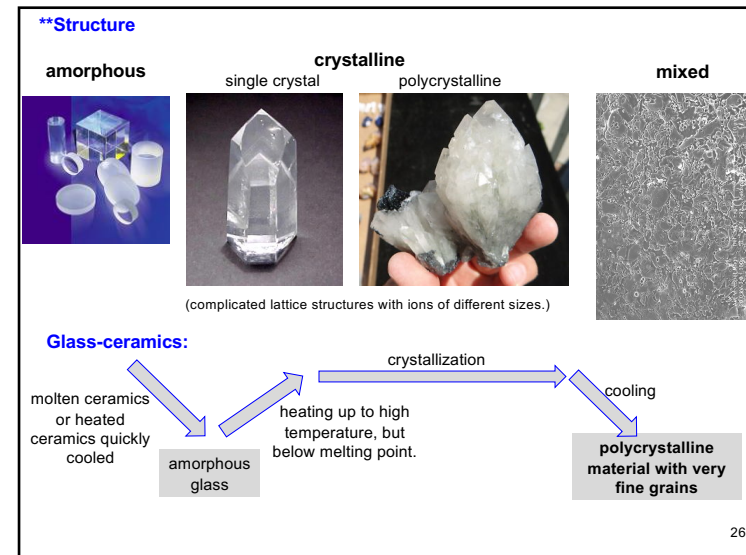 **Structure
amorphous
crystalline
single crystal
polycrystalline
mixed
(complicated lattice structures with ions of different sizes.)
Glass-ceramics:
molten ceramics
or heated
ceramics quickly
cooled
amorphous
glass
heating up to high
temperature, but
below melting point.
crystallization
cooling
polycrystalline
material with very
fine grains
26